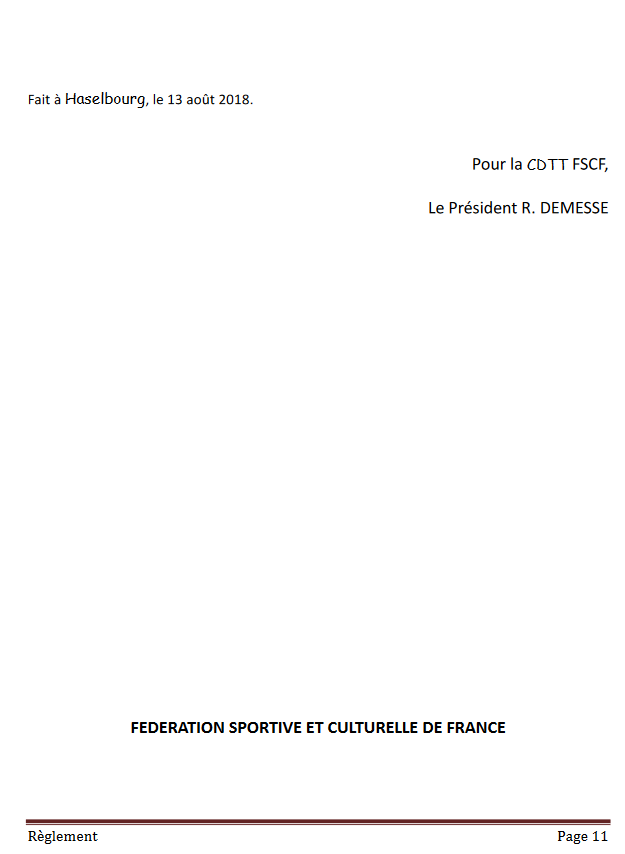 Fait à Haselbourg, le 13 août 2018.
Pour la CDTT FSCF,
Le Président R. DEMESSE
FEDERATION SPORTIVE ET CULTURELLE DE FRANCE
Règlement Page 11